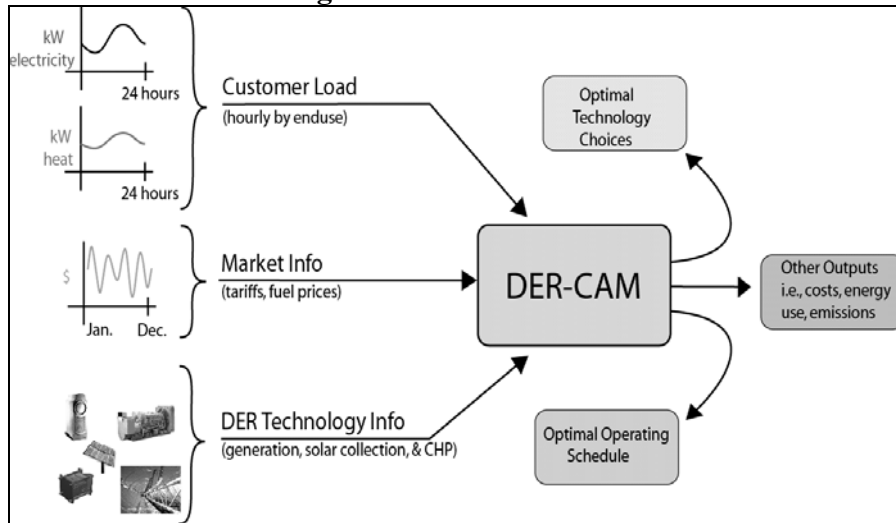 kW
electricity
24 hours
kW
heat
24 hours
Customer Load
(hourly by enduse)
$
Jan.
Dec.
Market Info
(tariffs, fuel prices)
DER Technology Info
(generation, solar collection, & CHP)
DER-CAM
Optimal
Technology
Choices
Other Outputs
i.e., costs, energy
use, emissions
Optimal Operating
Schedule